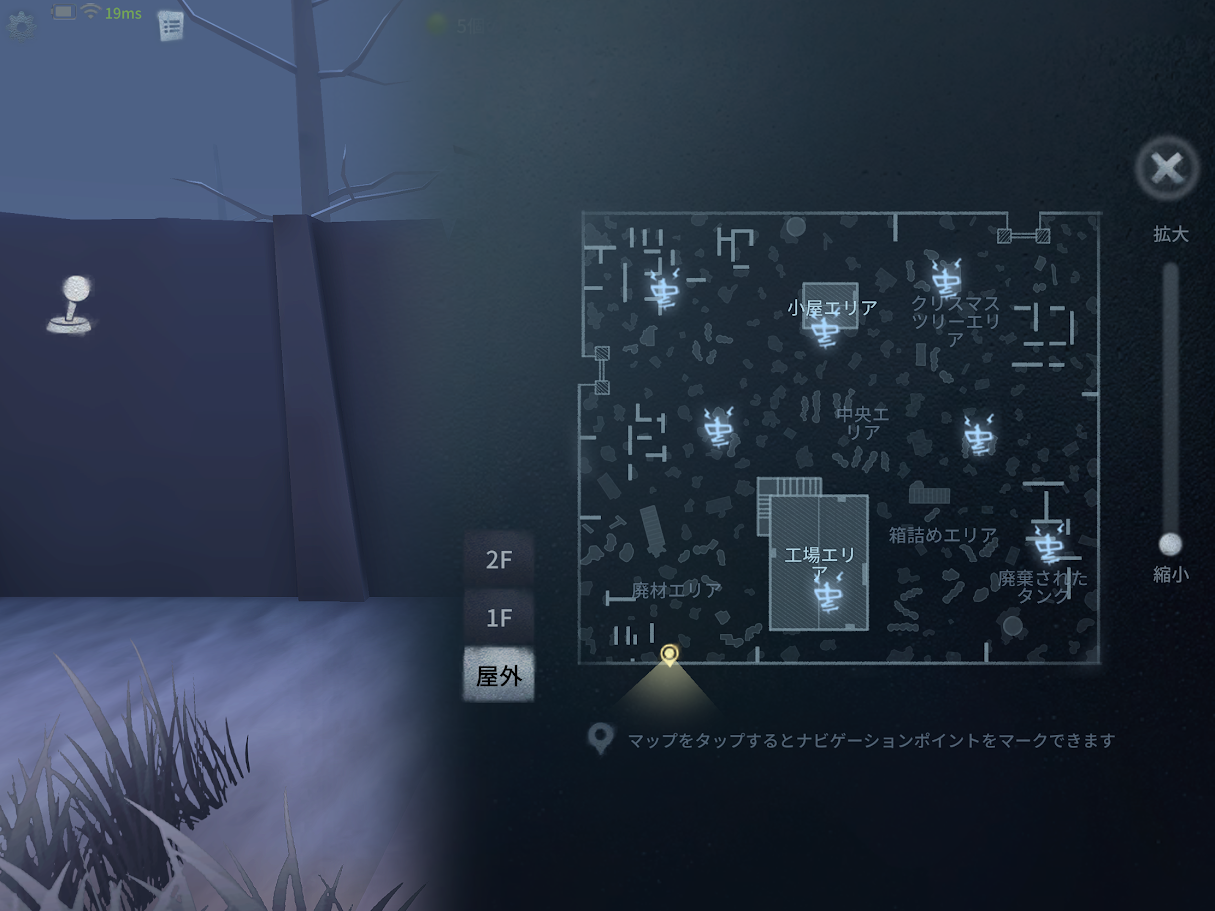 19ms
5個
拡大
小屋エリア
クリスマス
ツリーエリ
ア
中央エ
リア
箱詰めエリア
工場エリ
ア
廃棄された
タンク
廃材エリア
縮小
2F
1F
屋外
マップをタップするとナビゲーションポイントをマークできます